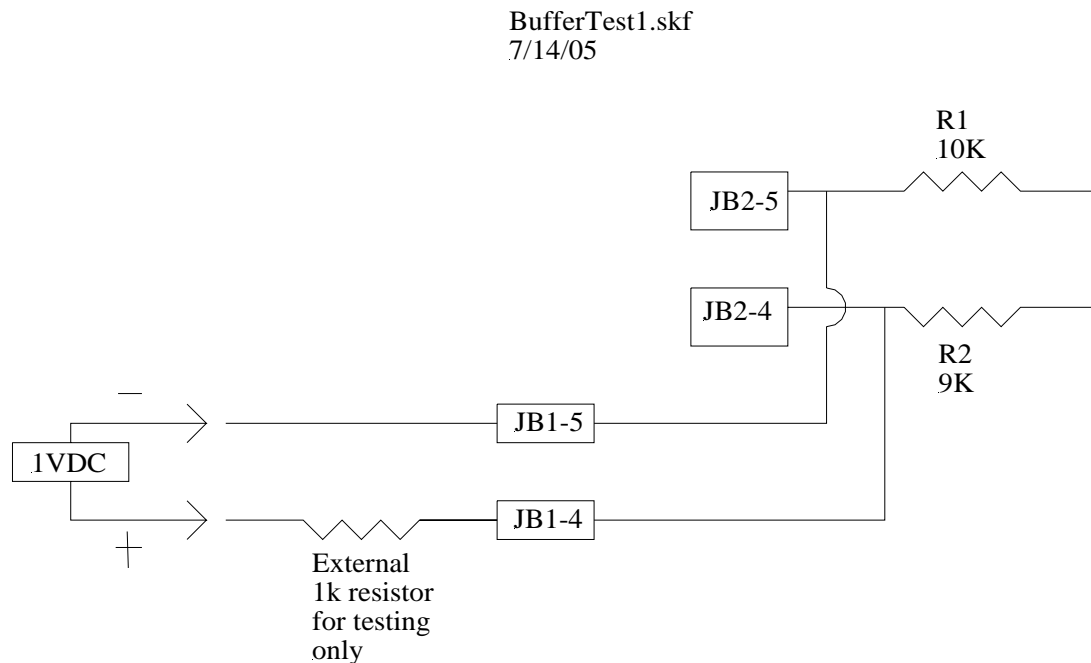 BufferTest1.skf
7/14/05
R1
10K
JB2-5
JB2-4
R2
9K
−
JB1-5
1VDC
JB1-4
+
External
1k resistor
for testing
only